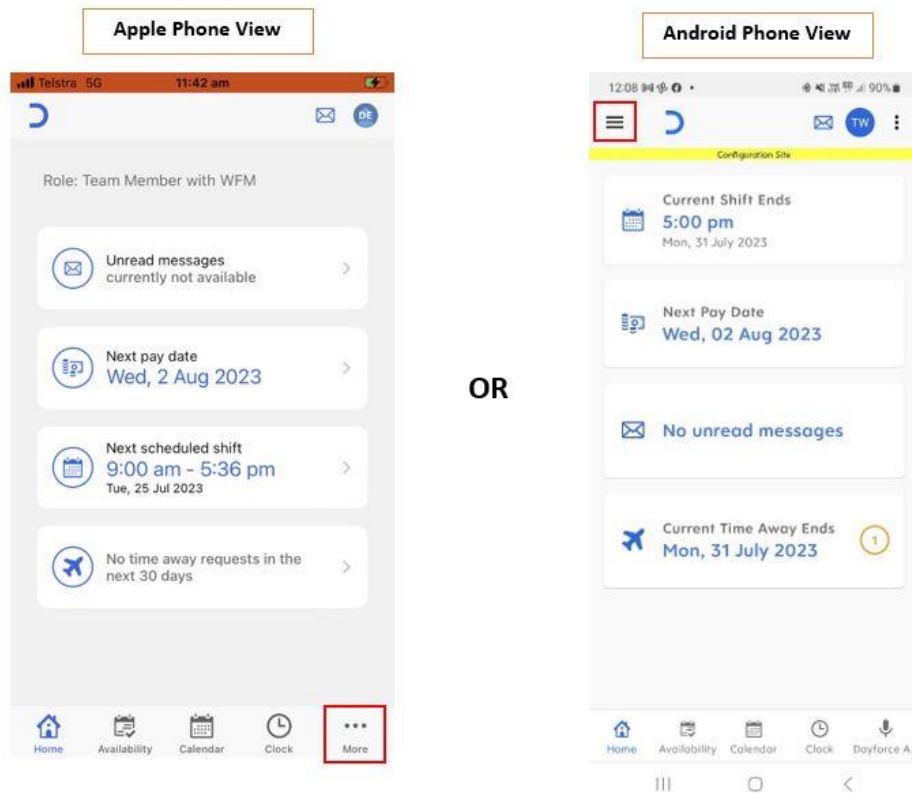 Apple Phone View
Telstra 5G 11:42 am
DE
Role: Team Member with WFM
Unread messages
currently not available
Next pay date
Wed, 2 Aug 2023
Next scheduled shift
9:00 am - 5:36 pm
Tue, 25 Jul 2023
No time away requests in the
next 30 days
Home Availability Calendar Clock More
OR
Android Phone View
12:08 90%
TW
Configuration Site
Current Shift Ends
5:00 pm
Mon, 31 July 2023
Next Pay Date
Wed, 02 Aug 2023
No unread messages
Current Time Away Ends
Mon, 31 July 2023
1
Home Availability Calendar Clock Dayforce A.